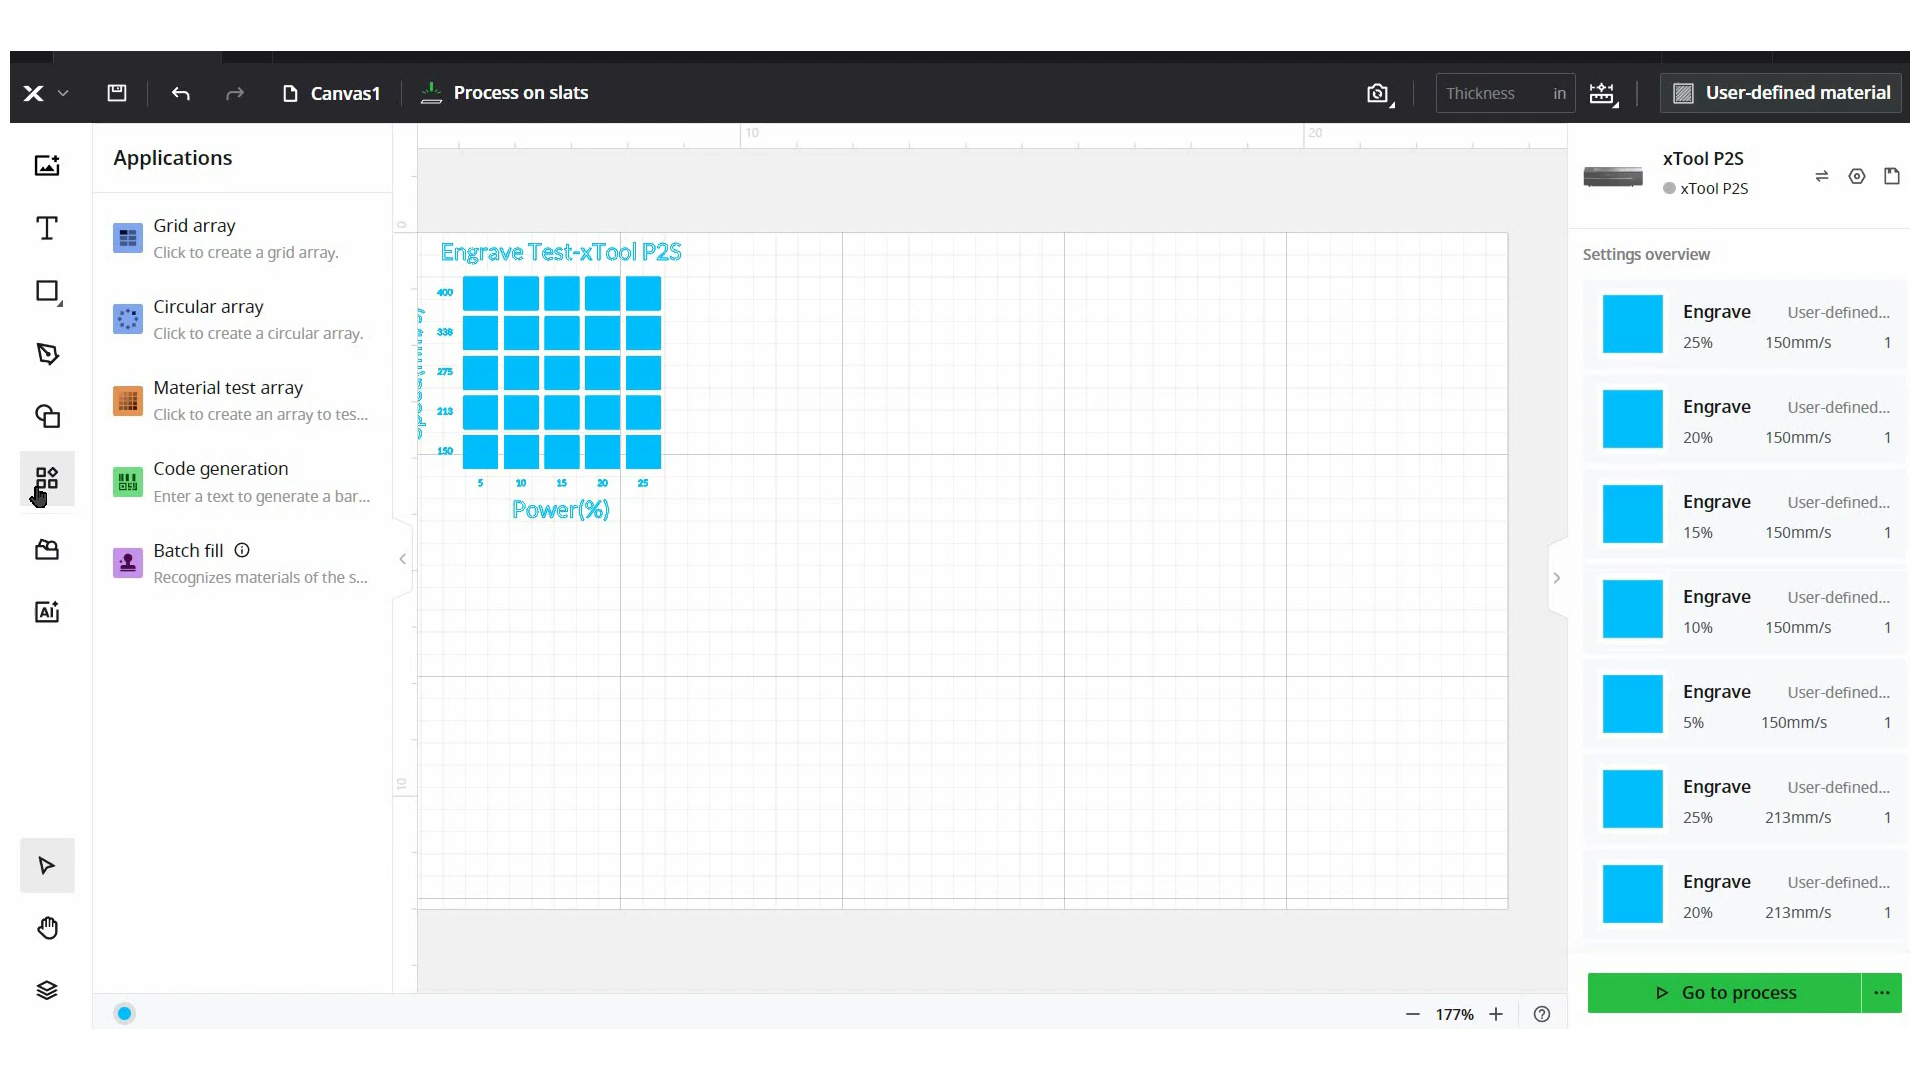 Canvas1
Process on slats
Thickness in
User-defined material
Applications
Grid array
Click to create a grid array.
Circular array
Click to create a circular array.
Material test array
Click to create an array to tes...
Code generation
Enter a text to generate a bar...
Batch fill
Recognizes materials of the s...
AI
10
20
0
10
Engrave Test-xTool P2S
400
338
275
213
150
5 10 15 20 25
Power(%)
xTool P2S
xTool P2S
Settings overview
Engrave User-defined...
25% 150mm/s 1
Engrave User-defined...
20% 150mm/s 1
Engrave User-defined...
15% 150mm/s 1
Engrave User-defined...
10% 150mm/s 1
Engrave User-defined...
5% 150mm/s 1
Engrave User-defined...
25% 213mm/s 1
Engrave User-defined...
20% 213mm/s 1
Go to process
177%